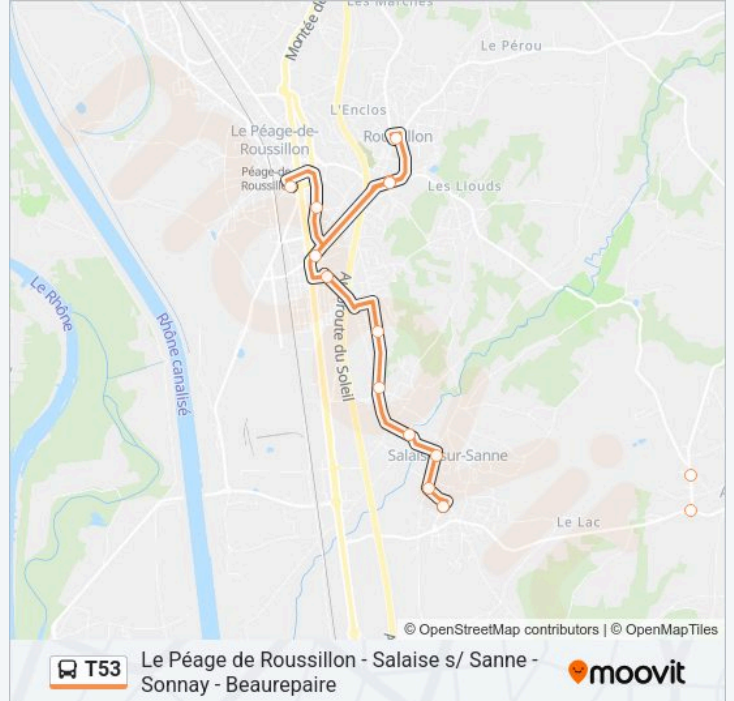 Les Marches
Montée de
Le Pérou
L'Enclos
Le Péage-de-
Roussillon
Roussillon
Péage-de-
Roussill
Les Llouds
Le Rhône
Rhône canalisé
Autoroute du Soleil
Salaise-sur-Sanne
Le Lac
A
© OpenStreetMap contributors | © OpenMapTiles
T53
Le Péage de Roussillon - Salaise s/ Sanne -
Sonnay - Beaurepaire
moovit